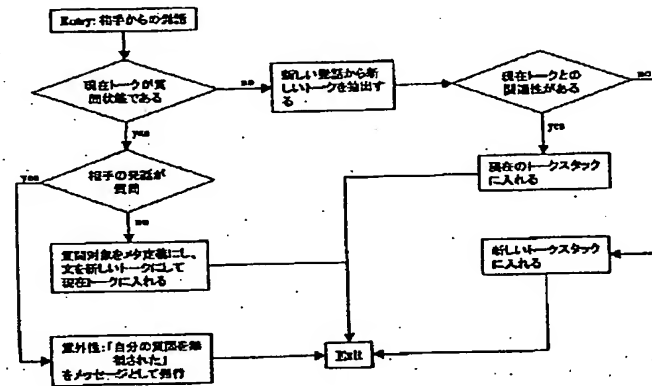 Entry: 相手からの発話
現在トークが質
問状態である
no
新しい発話から新
しいトークを抽出す
る
現在トークとの
関連性がある
no
yes
yes
相手の発話が
質問
yes
no
現在のトークスタック
に入れる
質問対象をメタ定義にし、
文を新しいトークにして
現在トークに入れる
新しいトークスタック
に入れる
意外性:「自分の質問を無
視された」
をメッセージとして発行
Exit